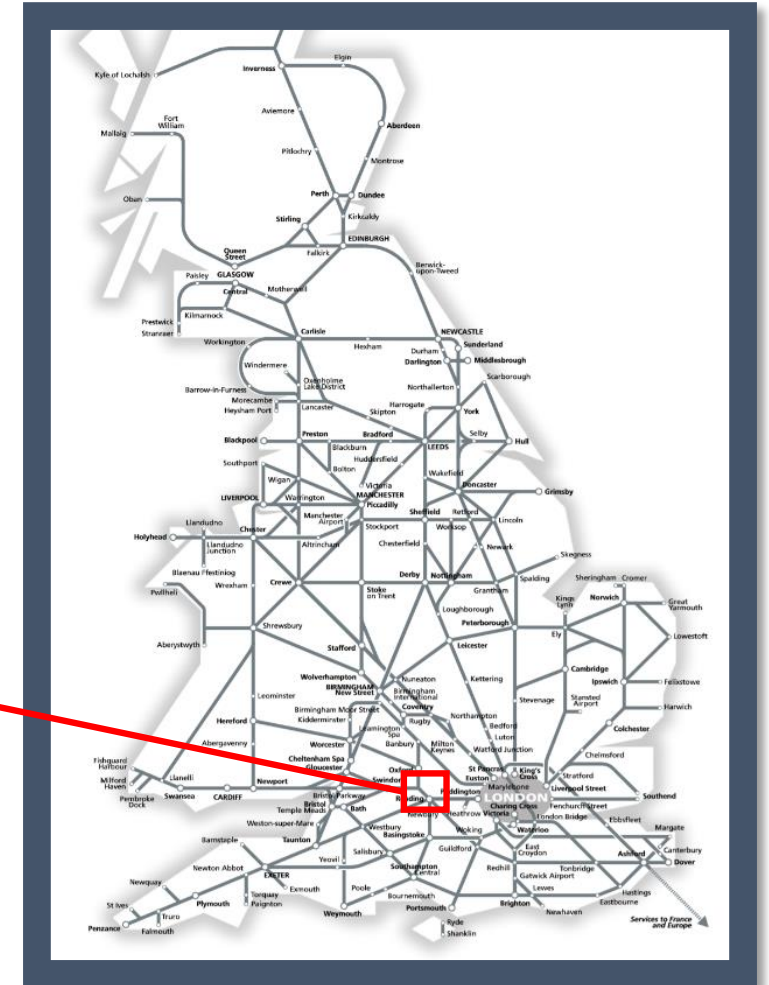 Elgin
Inverness
Kyle of Lochalsh
Aviemore
Fort
William
Aberdeen
Mallaig
Pitlochry
Montrose
Perth
Dundee
Oban
Stirling
Kirkcaldy
EDINBURGH
Queen
Street
Falkirk
Berwick-
upon-Tweed
Paisley
GLASGOW
Central
Motherwell
Prestwick
Kilmarnock
Stranraer
Carlisle
NEWCASTLE
Workington
Hexham
Sunderland
Durham
Darlington
Middlesbrough
Windermere
Scarborough
Oxenholme
Lake District
Barrow-in-Furness
Northallerton
Morecambe
Heysham Port
Lancaster
Harrogate
Skipton
York
Blackpool
Preston
Bradford
Selby
Blackburn
LEEDS
Hull
Southport
Huddersfield
Bolton
Wakefield
Wigan
Victoria
Doncaster
LIVERPOOL
Warrington
MANCHESTER
Piccadilly
Grimsby
Manchester
Airport
Sheffield
Retford
Llandudno
Chester
Stockport
Worksop
Lincoln
Holyhead
Llandudno
Junction
Altrincham
Chesterfield
Newark
Skegness
Blaenau Ffestiniog
Wrexham
Crewe
Stoke
on Trent
Derby
Nottingham
Grantham
Spalding
Sheringham
Cromer
Pwllheli
Kings
Lynn
Norwich
Great
Yarmouth
Loughborough
Peterborough
Aberystwyth
Shrewsbury
Ely
Lowestoft
Stafford
Leicester
Wolverhampton
Cambridge
BIRMINGHAM
New Street
Nuneaton
Birmingham
International
Kettering
Ipswich
Felixstowe
Leominster
Coventry
Stevenage
Stansted
Airport
Harwich
Birmingham Moor Street
Kidderminster
Rugby
Northampton
Hereford
Leamington
Spa
Bedford
Colchester
Worcester
Banbury
Milton
Keynes
Luton
Abergavenny
Watford Junction
Chelmsford
Cheltenham Spa
Gloucester
Oxford
St Pancras
King's
Cross
Fishguard
Harbour
Euston
Stratford
Milford
Haven
Llanelli
Newport
Swindon
Paddington
Marylebone
Liverpool Street
Southend
Pembroke
Dock
Swansea
CARDIFF
Bristol Parkway
Reading
LONDON
Fenchurch Street
Bristol
Temple Meads
Bath
Charing Cross
Ebbsfleet
Newbury
Heathrow
Victoria
London Bridge
Margate
Weston-super-Mare
Westbury
Basingstoke
Woking
Waterloo
Barnstaple
Taunton
Guildford
East
Croydon
Canterbury
Yeovil
Salisbury
Ashford
Dover
Newton Abbot
EXETER
Southampton
Central
Redhill
Tonbridge
Gatwick Airport
Newquay
Exmouth
Poole
Lewes
Hastings
St Ives
Plymouth
Torquay
Paignton
Bournemouth
Portsmouth
Brighton
Eastbourne
Truro
Weymouth
Newhaven
Penzance
Falmouth
Ryde
Shanklin
Services to France
and Europe